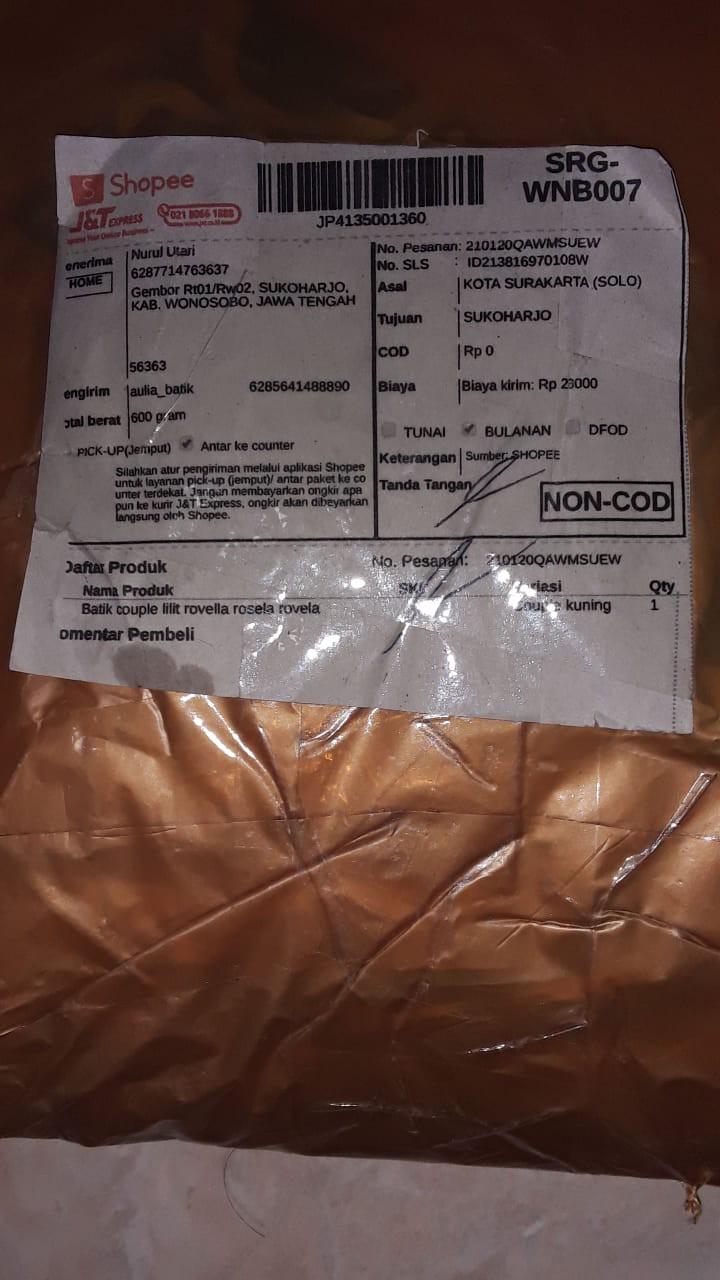 Shopee
SRG-
WNB007
J&T EXPRESS
021 8066 1888
JP4135001360
enerima
Nurul Utari
6287714763637
HOME
Gembor Rt01/Rw02, SUKOHARJO,
KAB. WONOSOBO, JAWA TENGAH
56363
engirim aulia_batik 6285641488890
otal berat 600 gram
PICK-UP(Jemput) Antar ke counter
Silahkan atur pengiriman melalui aplikasi Shopee
untuk layanan pick-up (jemput)/ antar paket ke co
unter terdekat. Jangan membayarkan ongkir apa
pun ke kurir J&T Express, ongkir akan dibeyarkan
langsung oleh Shopee.
No. Pesanan: 210120QAWMSUEW
No. SLS : ID213816970108W
Asal KOTA SURAKARTA (SOLO)
Tujuan SUKOHARJO
COD Rp 0
Biaya Biaya kirim: Rp
TUNAI BULANAN DFOD
Keterangan Sumber: SHOPEE
Tanda Tangan
NON-COD
Daftar Produk No. Pesanan: 210120QAWMSUEW
Nama Produk SKU Variasi Qty
Batik couple lilit rovella rosela rovela couple kuning 1
omentar Pembeli